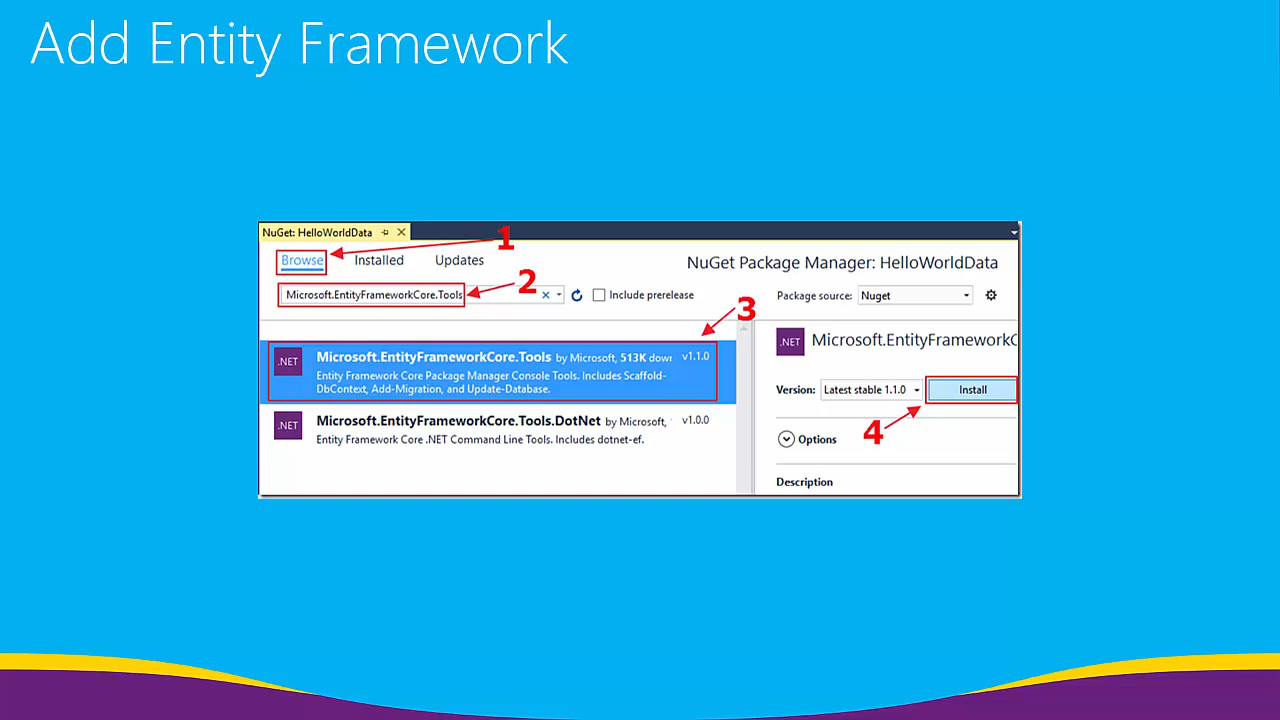 Add Entity Framework
NuGet: HelloWorldData
1
Browse Installed Updates
NuGet Package Manager: HelloWorldData
2
Microsoft.EntityFrameworkCore.Tools
Include prerelease
Package source: Nuget
3
.NET
Microsoft.EntityFrameworkCore.Tools by Microsoft, 513K down v1.1.0
Entity Framework Core Package Manager Console Tools. Includes Scaffold-
DbContext, Add-Migration, and Update-Database.
.NET
Microsoft.EntityFrameworkCore.Tools.DotNet by Microsoft, v1.0.0
Entity Framework Core .NET Command Line Tools. Includes dotnet-ef.
.NET
Microsoft.EntityFrameworkC
Version: Latest stable 1.1.0 Install
4
Options
Description